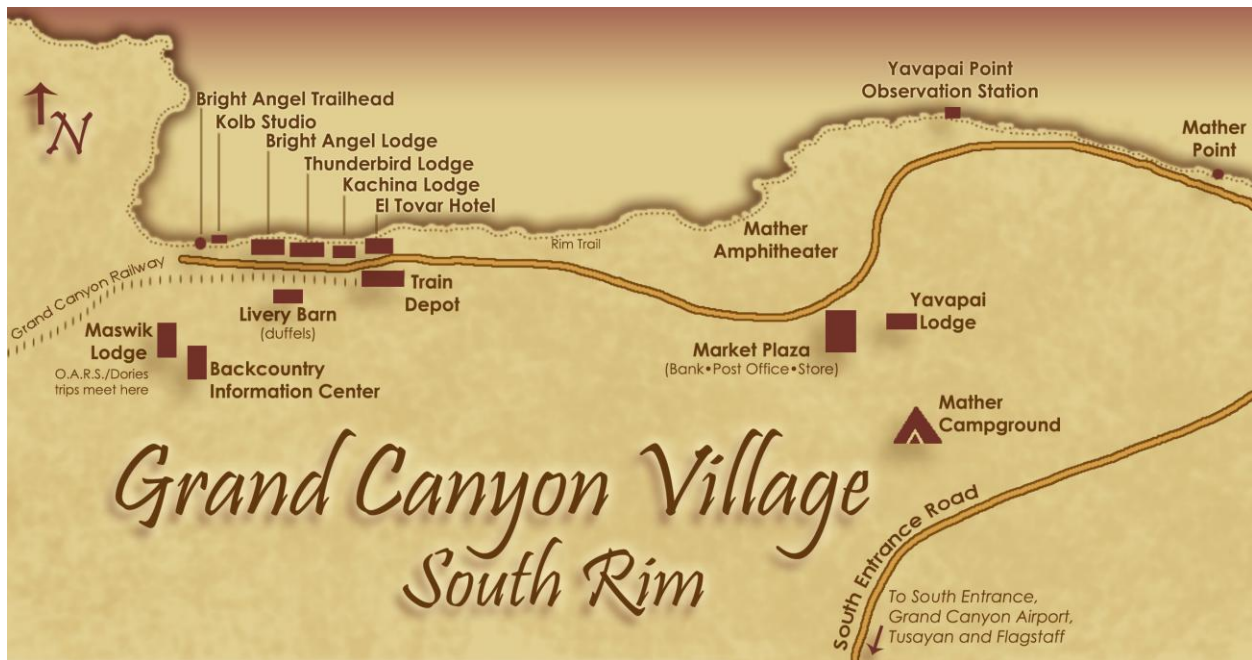 N
Bright Angel Trailhead
Kolb Studio
Bright Angel Lodge
Thunderbird Lodge
Kachina Lodge
El Tovar Hotel
Yavapai Point
Observation Station
Mather
Point
Rim Trail
Mather
Amphitheater
Grand Canyon Railway
Train
Depot
Livery Barn
(duffels)
Maswik
Lodge
O.A.R.S./Dories
trips meet here
Backcountry
Information Center
Yavapai
Lodge
Market Plaza
(Bank•Post Office•Store)
Mather
Campground
Grand Canyon Village
South Rim
South Entrance Road
To South Entrance,
Grand Canyon Airport,
Tusayan and Flagstaff